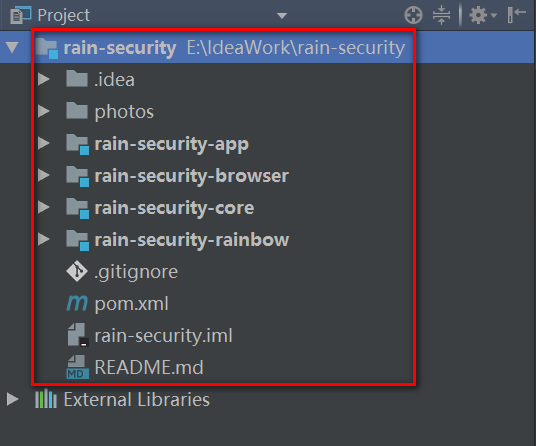 Project
rain-security E:\IdeaWork\rain-security
.idea
photos
rain-security-app
rain-security-browser
rain-security-core
rain-security-rainbow
.gitignore
m pom.xml
rain-security.iml
MD README.md
External Libraries